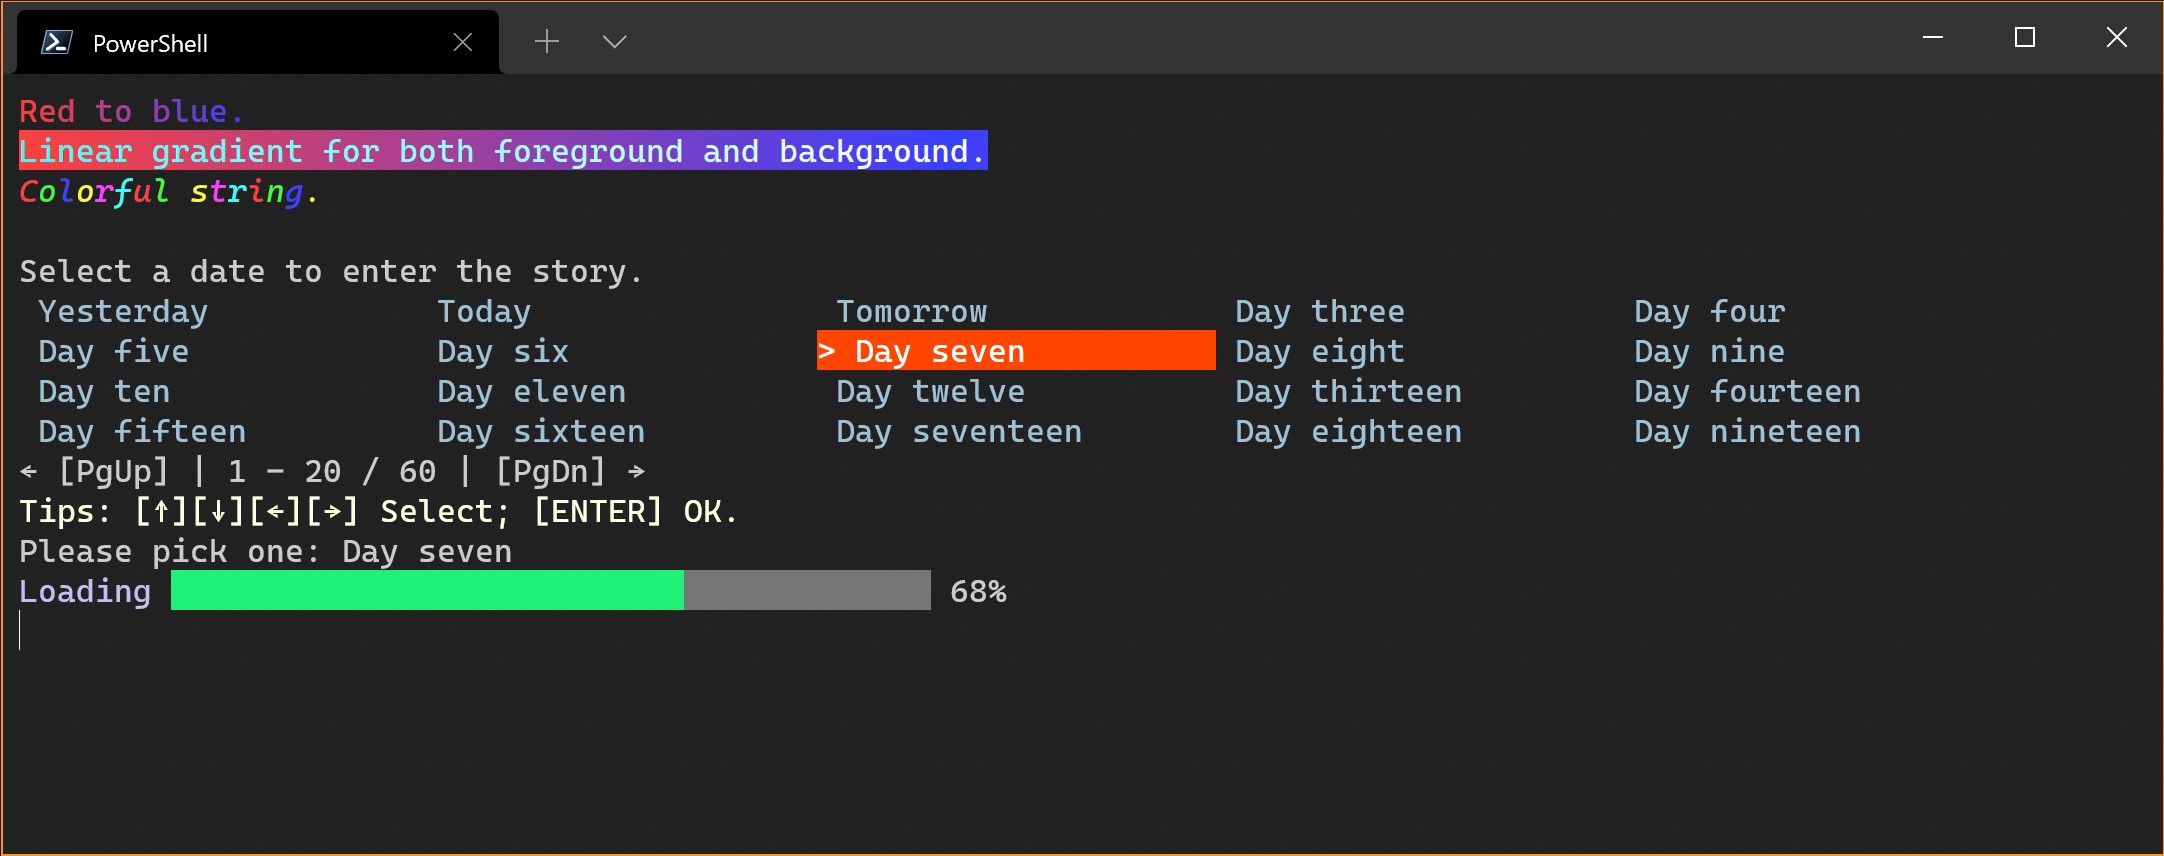 PowerShell
Red to blue.
Linear gradient for both foreground and background.
Colorful string.
Select a date to enter the story.
Yesterday Today Tomorrow Day three Day four
Day five Day six > Day seven Day eight Day nine
Day ten Day eleven Day twelve Day thirteen Day fourteen
Day fifteen Day sixteen Day seventeen Day eighteen Day nineteen
← [PgUp] | 1 - 20 / 60 | [PgDn] →
Tips: [↑][↓][←][→] Select; [ENTER] OK.
Please pick one: Day seven
Loading 68%